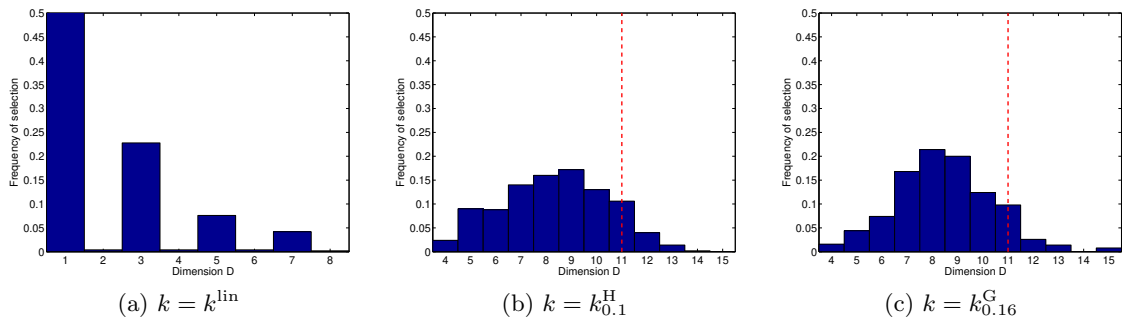 0.5
0.45
0.4
0.35
0.3
0.25
0.2
0.15
0.1
0.05
0
Frequency of selection
1 2 3 4 5 6 7 8
Dimension D
(a) k = k^lin
0.5
0.45
0.4
0.35
0.3
0.25
0.2
0.15
0.1
0.05
0
Frequency of selection
4 5 6 7 8 9 10 11 12 13 14 15
Dimension D
(b) k = k^H_0.1
0.5
0.45
0.4
0.35
0.3
0.25
0.2
0.15
0.1
0.05
0
Frequency of selection
4 5 6 7 8 9 10 11 12 13 14 15
Dimension D
(c) k = k^G_0.16